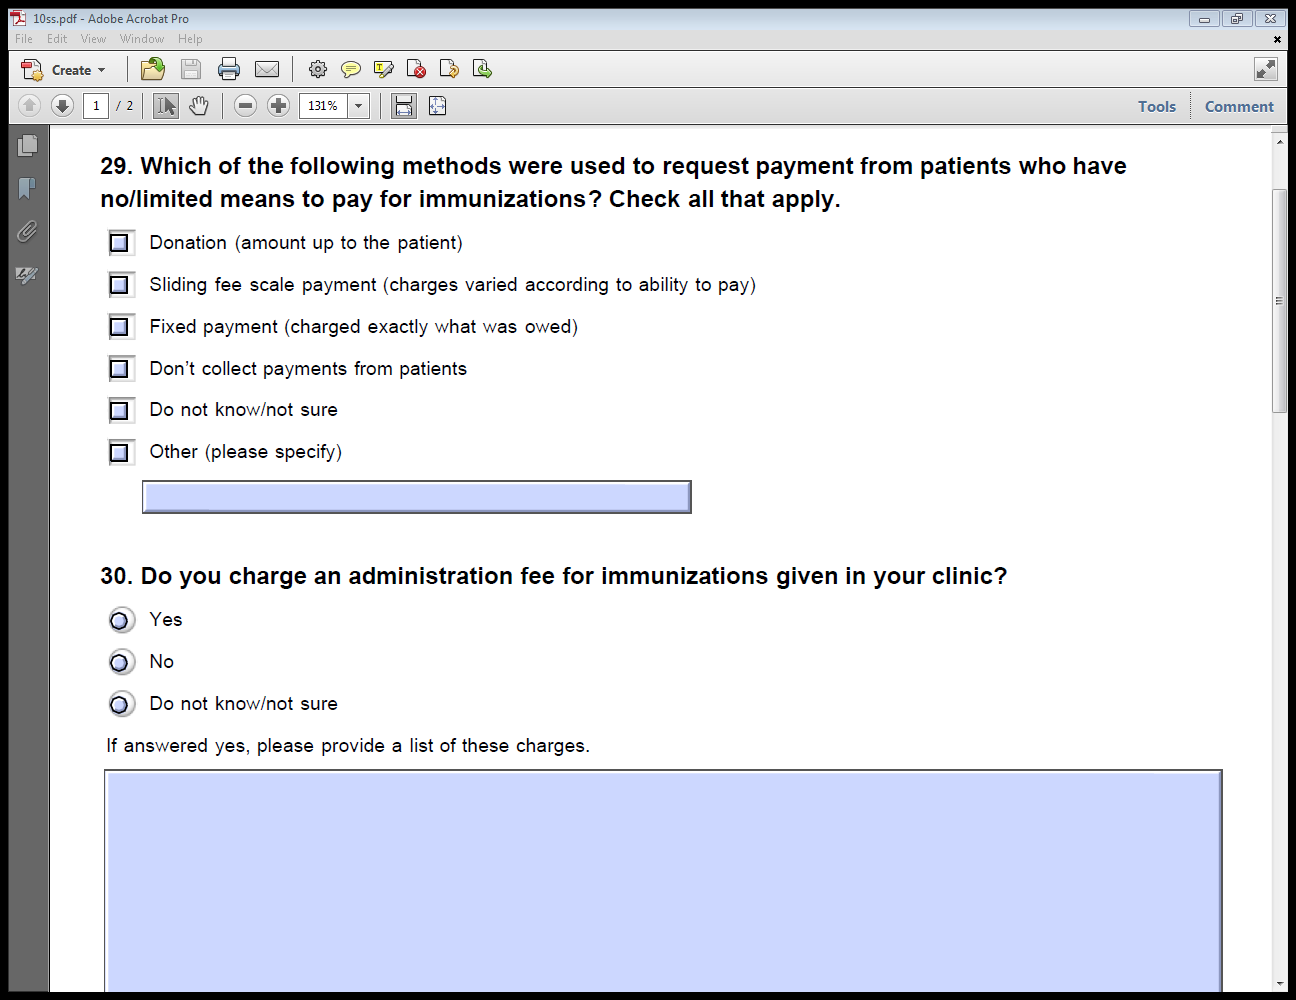 10ss.pdf - Adobe Acrobat Pro
File Edit View Window Help
Create
1 / 2 131% Tools Comment
29. Which of the following methods were used to request payment from patients who have
no/limited means to pay for immunizations? Check all that apply.
Donation (amount up to the patient)
Sliding fee scale payment (charges varied according to ability to pay)
Fixed payment (charged exactly what was owed)
Don’t collect payments from patients
Do not know/not sure
Other (please specify)
30. Do you charge an administration fee for immunizations given in your clinic?
Yes
No
Do not know/not sure
If answered yes, please provide a list of these charges.